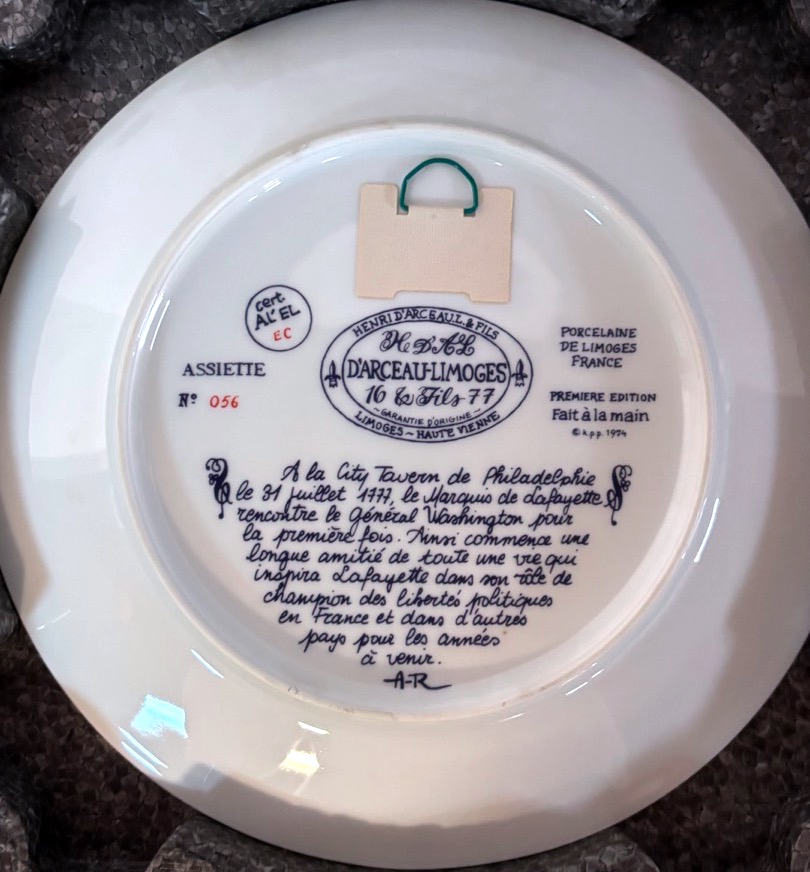 cert.
AL'EL
EC
ASSIETTE
Nº 056
HENRI D'ARCEAU L. & FILS
H D'AL
D'ARCEAU-LIMOGES
16 & Fils 77
~GARANTIE D'ORIGINE~
LIMOGES ~ HAUTE VIENNE
PORCELAINE
DE LIMOGES
FRANCE
PREMIERE EDITION
Fait à la main
© k.p.p. 1974
A la City Tavern de Philadelphie
le 31 juillet 1777, le Marquis de Lafayette
rencontre le Général Washington pour
la première fois. Ainsi commence une
longue amitié de toute une vie qui
inspira Lafayette dans son rôle de
champion des libertés politiques
en France et dans d'autres
pays pour les années
à venir.
A-R